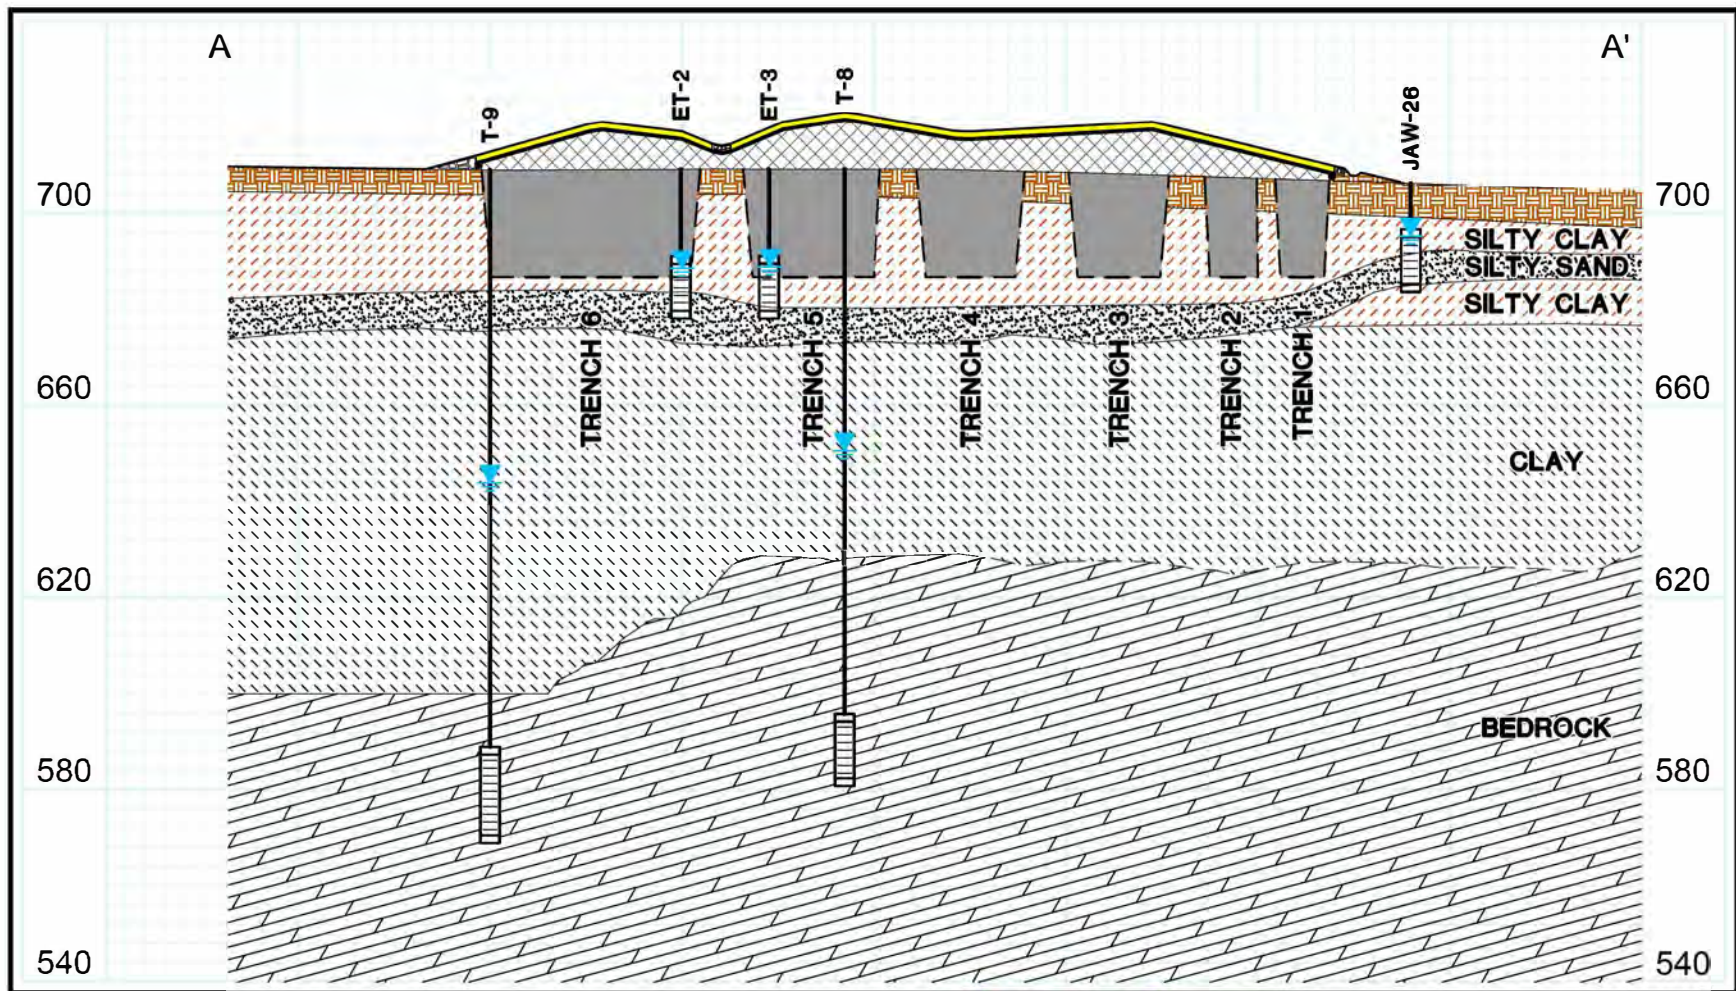 A
A'
T-9
ET-2
ET-3
T-8
JAW-26
700
700
SILTY CLAY
SILTY SAND
SILTY CLAY
TRENCH 6
TRENCH 5
TRENCH 4
TRENCH 3
TRENCH 2
TRENCH 1
660
660
CLAY
620
620
BEDROCK
580
580
540
540